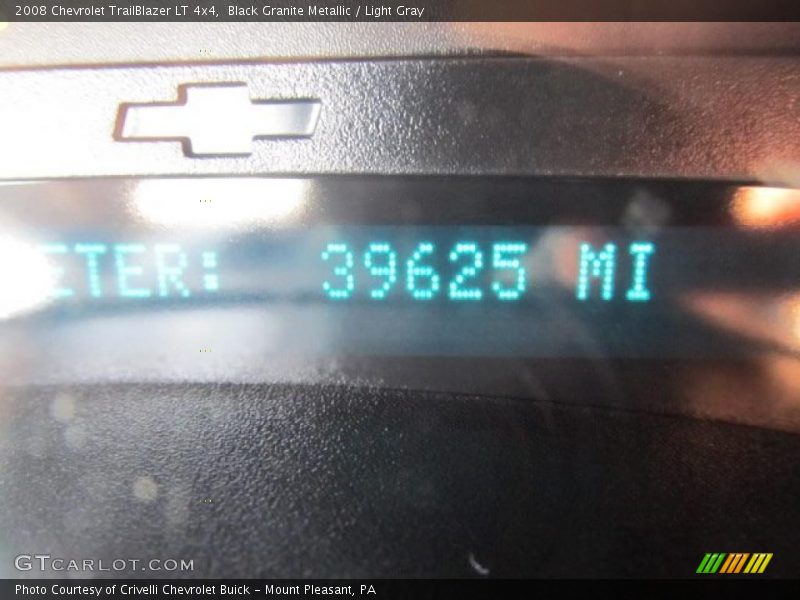 2008 Chevrolet TrailBlazer LT 4x4,  Black Granite Metallic / Light Gray
ETER: 39625 MI
GTCARLOT.COM
Photo Courtesy of Crivelli Chevrolet Buick – Mount Pleasant, PA